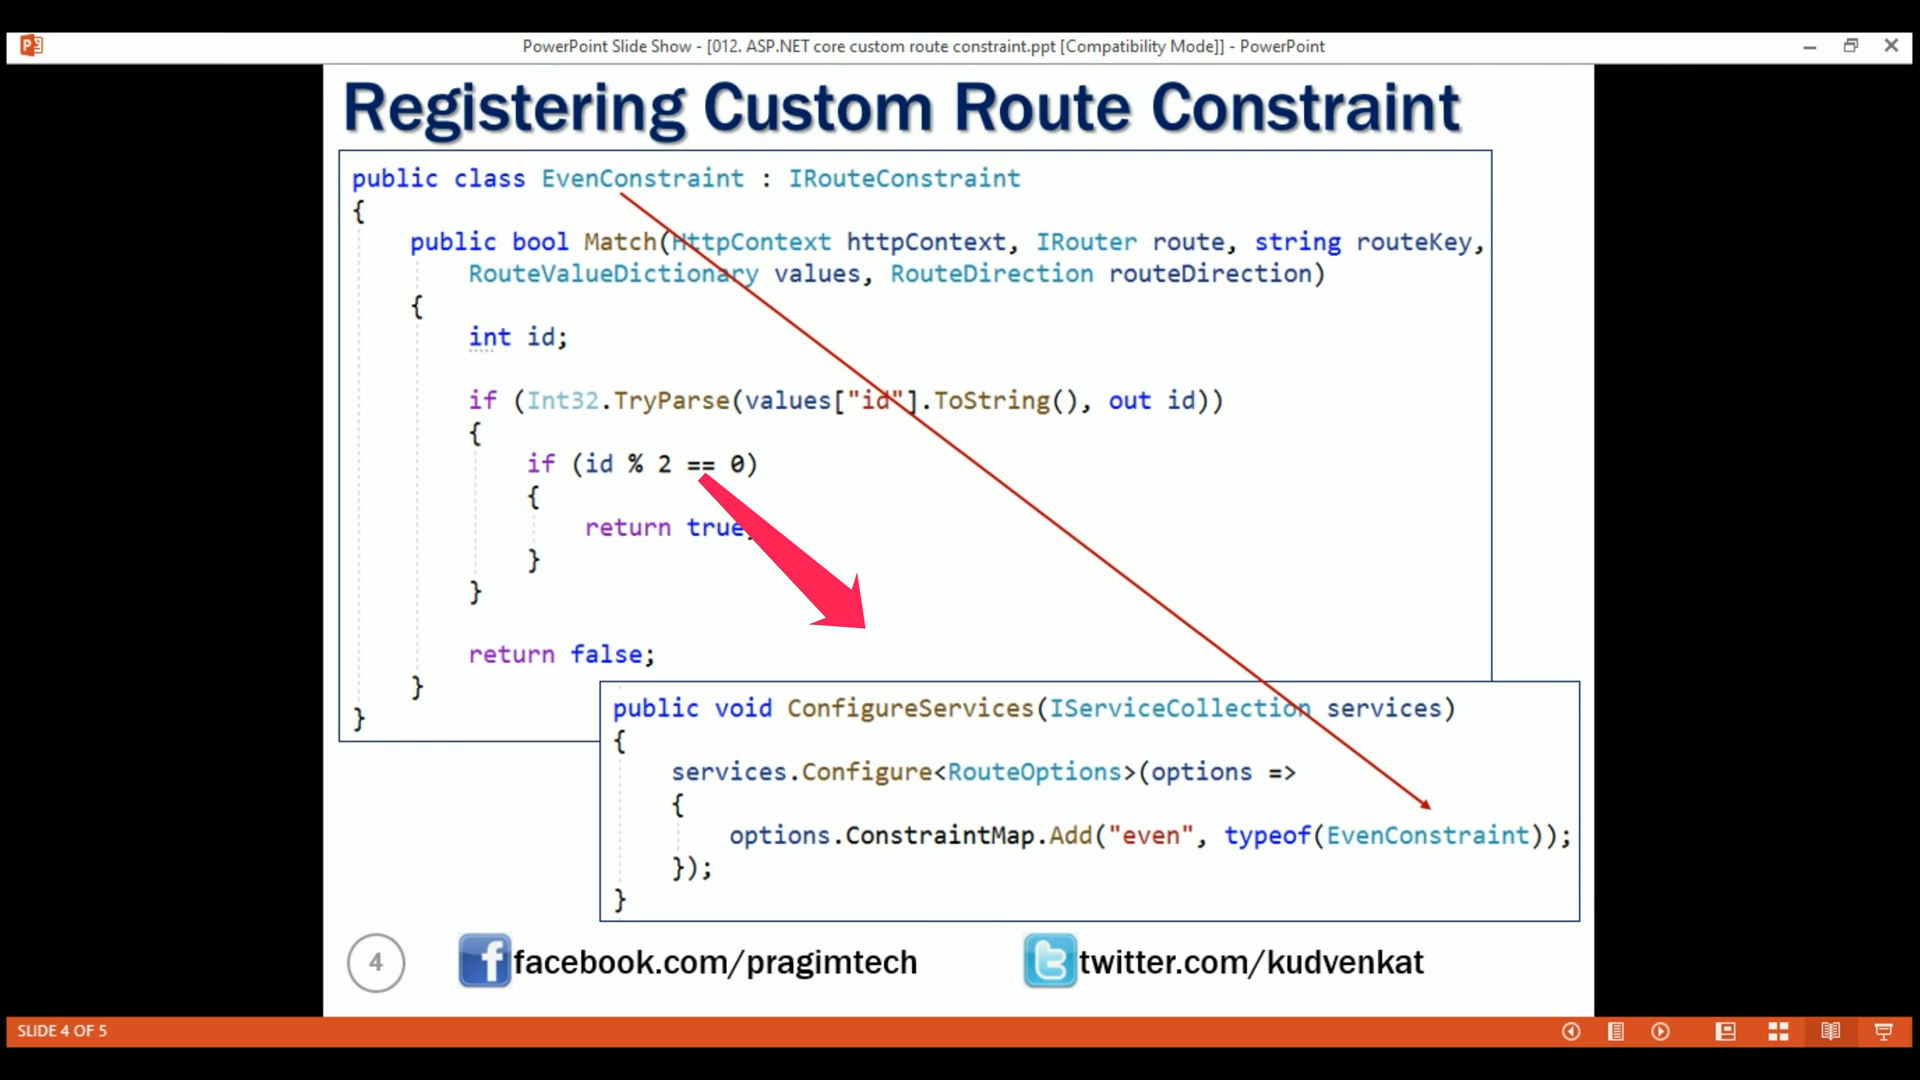 PowerPoint Slide Show - [012. ASP.NET core custom route constraint.ppt [Compatibility Mode]] - PowerPoint
Registering Custom Route Constraint
public class EvenConstraint : IRouteConstraint
{
public bool Match(HttpContext httpContext, IRouter route, string routeKey,
RouteValueDictionary values, RouteDirection routeDirection)
{
int id;
if (Int32.TryParse(values["id"].ToString(), out id))
{
if (id % 2 == 0)
{
return true;
}
}
return false;
}
}
public void ConfigureServices(IServiceCollection services)
{
services.Configure<RouteOptions>(options =>
{
options.ConstraintMap.Add("even", typeof(EvenConstraint));
});
}
4
facebook.com/pragimtech
twitter.com/kudvenkat
SLIDE 4 OF 5